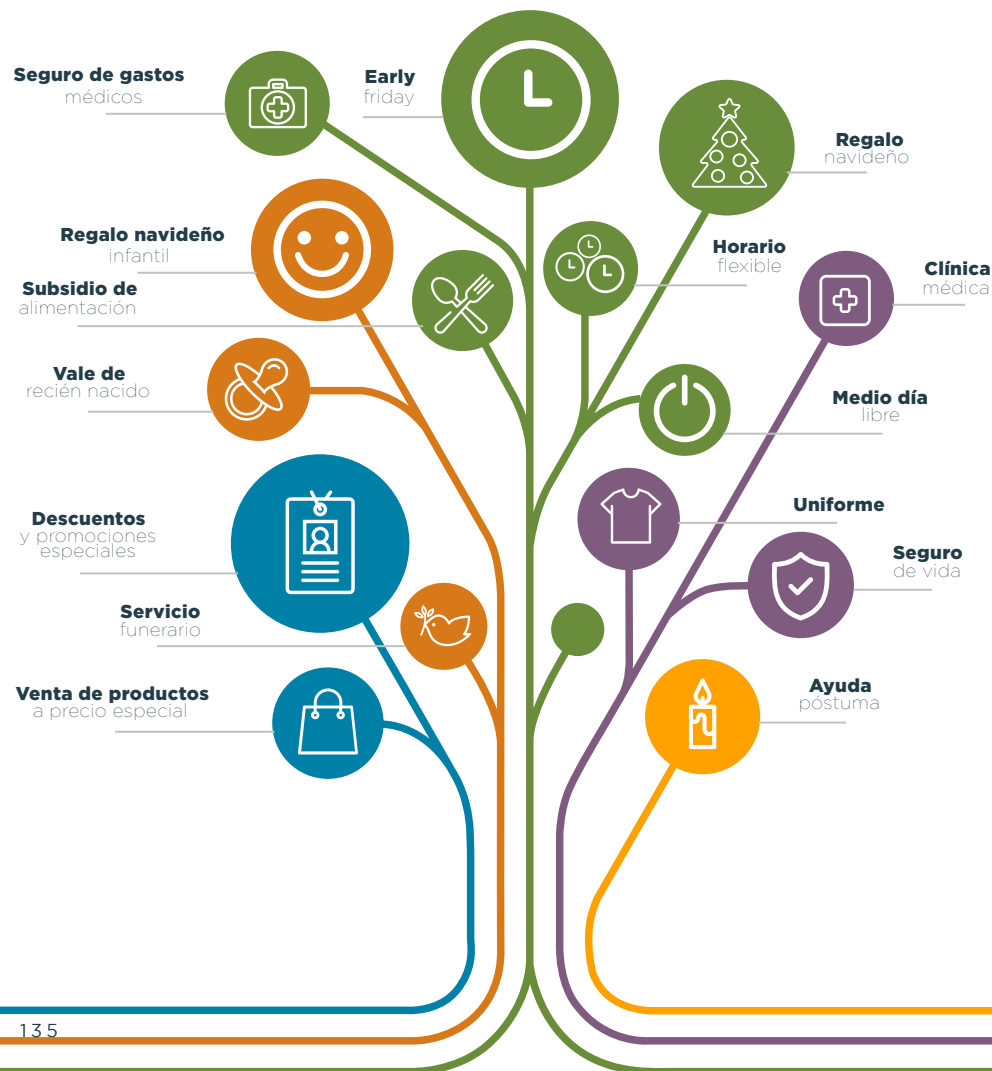 Seguro de gastos
médicos
Early
friday
Regalo
navideño
Regalo navideño
infantil
Horario
flexible
Clínica
médica
Subsidio de
alimentación
Vale de
recién nacido
Medio día
libre
Descuentos
y promociones
especiales
Uniforme
Seguro
de vida
Servicio
funerario
Venta de productos
a precio especial
Ayuda
póstuma
135